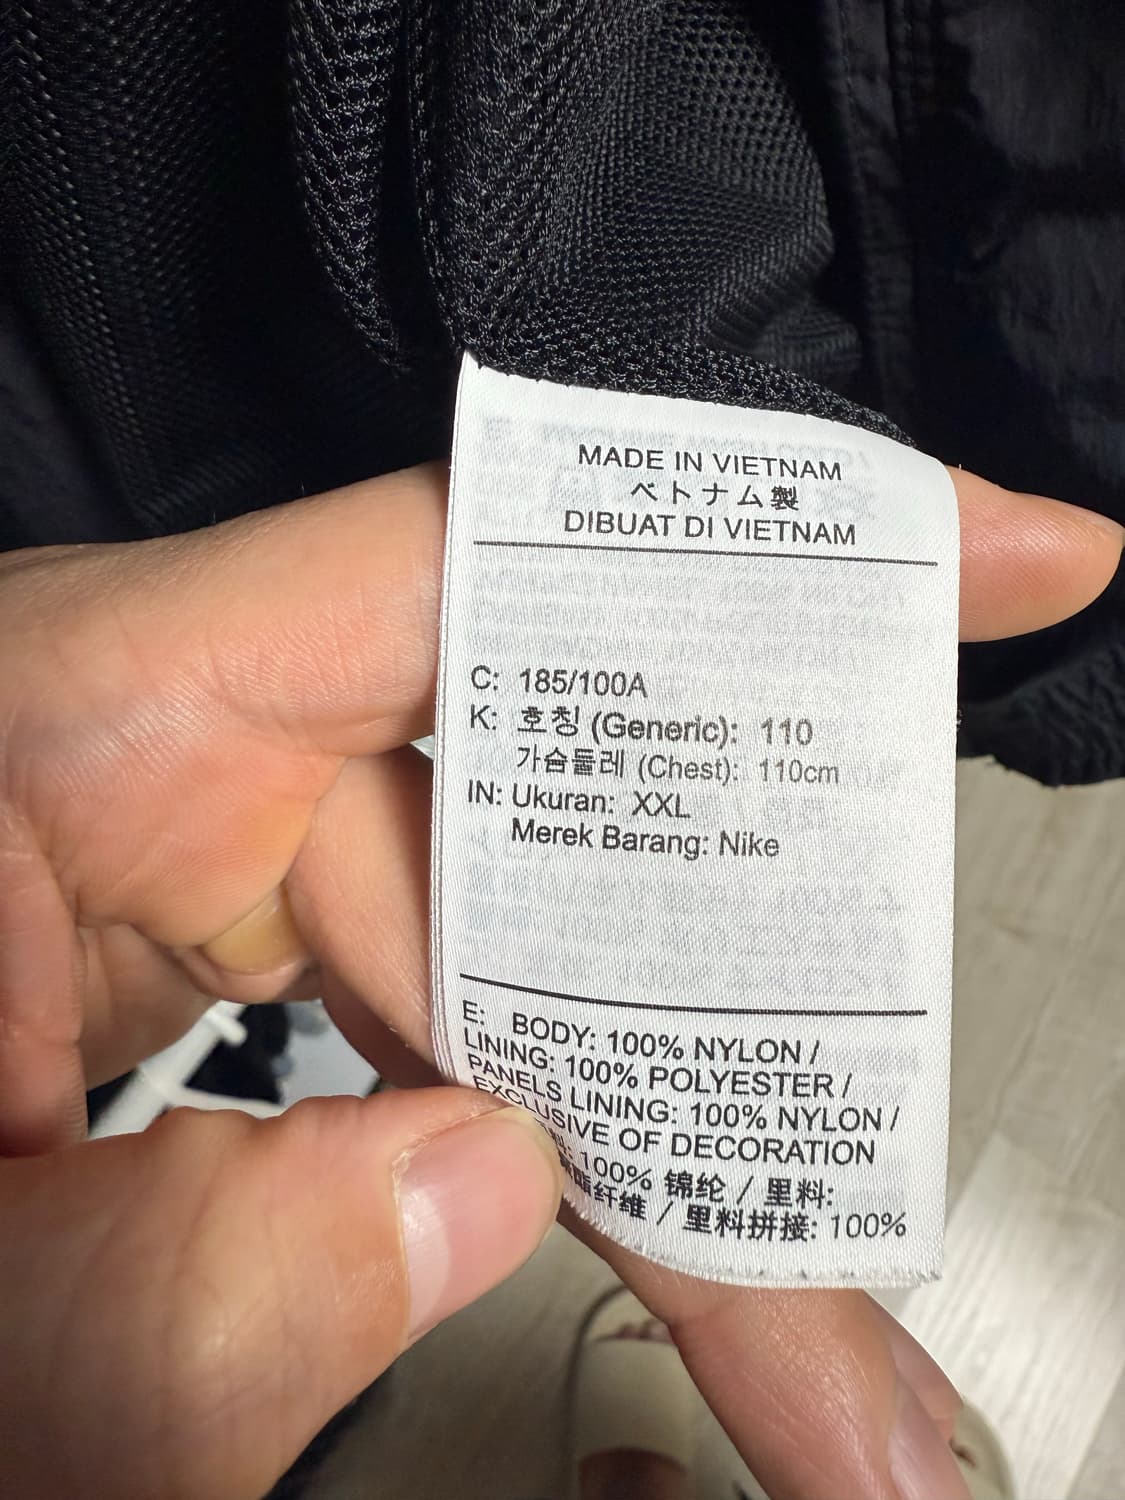 MADE IN VIETNAM
ベトナム製
DIBUAT DI VIETNAM
C: 185/100A
K: 호칭 (Generic): 110
가슴둘레 (Chest): 110cm
IN: Ukuran: XXL
Merek Barang: Nike
E: BODY: 100% NYLON /
LINING: 100% POLYESTER /
PANELS LINING: 100% NYLON /
EXCLUSIVE OF DECORATION
100% 锦纶 / 里料:
纤维 / 里料拼接: 100%